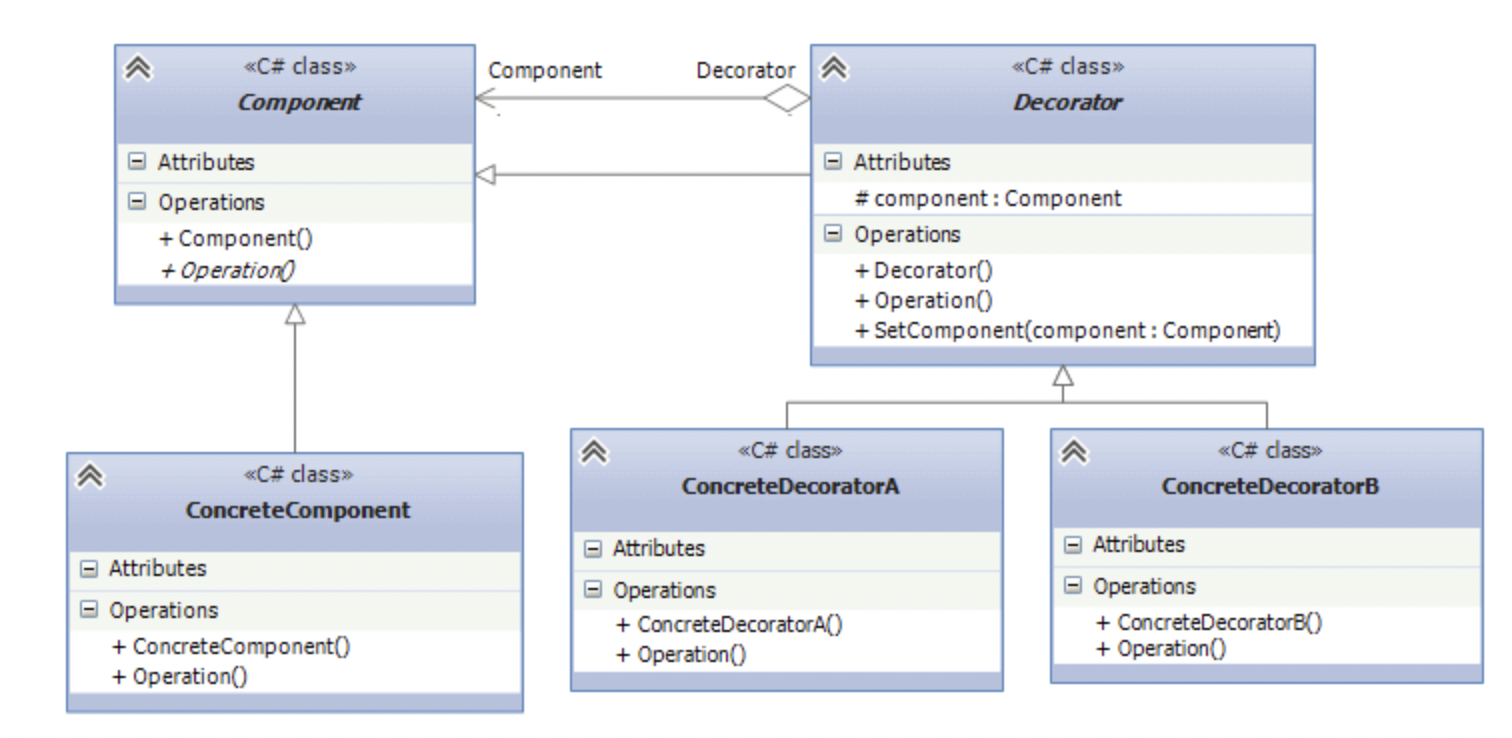 «C# class»
Component
Attributes
Operations
+ Component()
+ Operation()
Component
Decorator
«C# class»
Decorator
Attributes
# component : Component
Operations
+ Decorator()
+ Operation()
+ SetComponent(component : Component)
«C# class»
ConcreteComponent
Attributes
Operations
+ ConcreteComponent()
+ Operation()
«C# class»
ConcreteDecoratorA
Attributes
Operations
+ ConcreteDecoratorA()
+ Operation()
«C# class»
ConcreteDecoratorB
Attributes
Operations
+ ConcreteDecoratorB()
+ Operation()